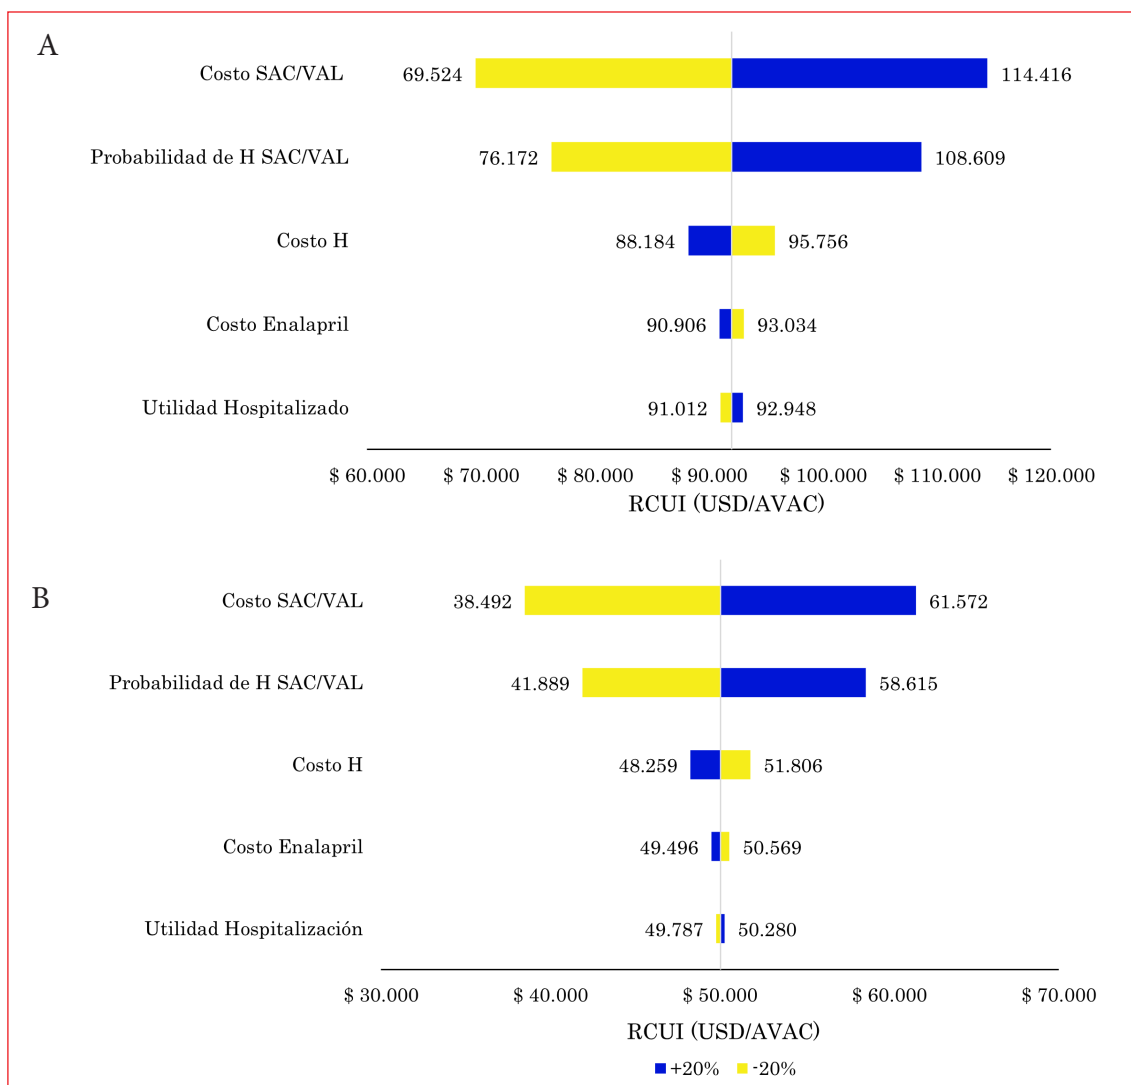 A
Costo SAC/VAL 69.524 114.416
Probabilidad de H SAC/VAL 76.172 108.609
Costo H 88.184 95.756
Costo Enalapril 90.906 93.034
Utilidad Hospitalizado 91.012 92.948
$ 60.000 $ 70.000 $ 80.000 $ 90.000 $ 100.000 $ 110.000 $ 120.000
RCUI (USD/AVAC)
B
Costo SAC/VAL 38.492 61.572
Probabilidad de H SAC/VAL 41.889 58.615
Costo H 48.259 51.806
Costo Enalapril 49.496 50.569
Utilidad Hospitalización 49.787 50.280
$ 30.000 $ 40.000 $ 50.000 $ 60.000 $ 70.000
RCUI (USD/AVAC)
+20% -20%